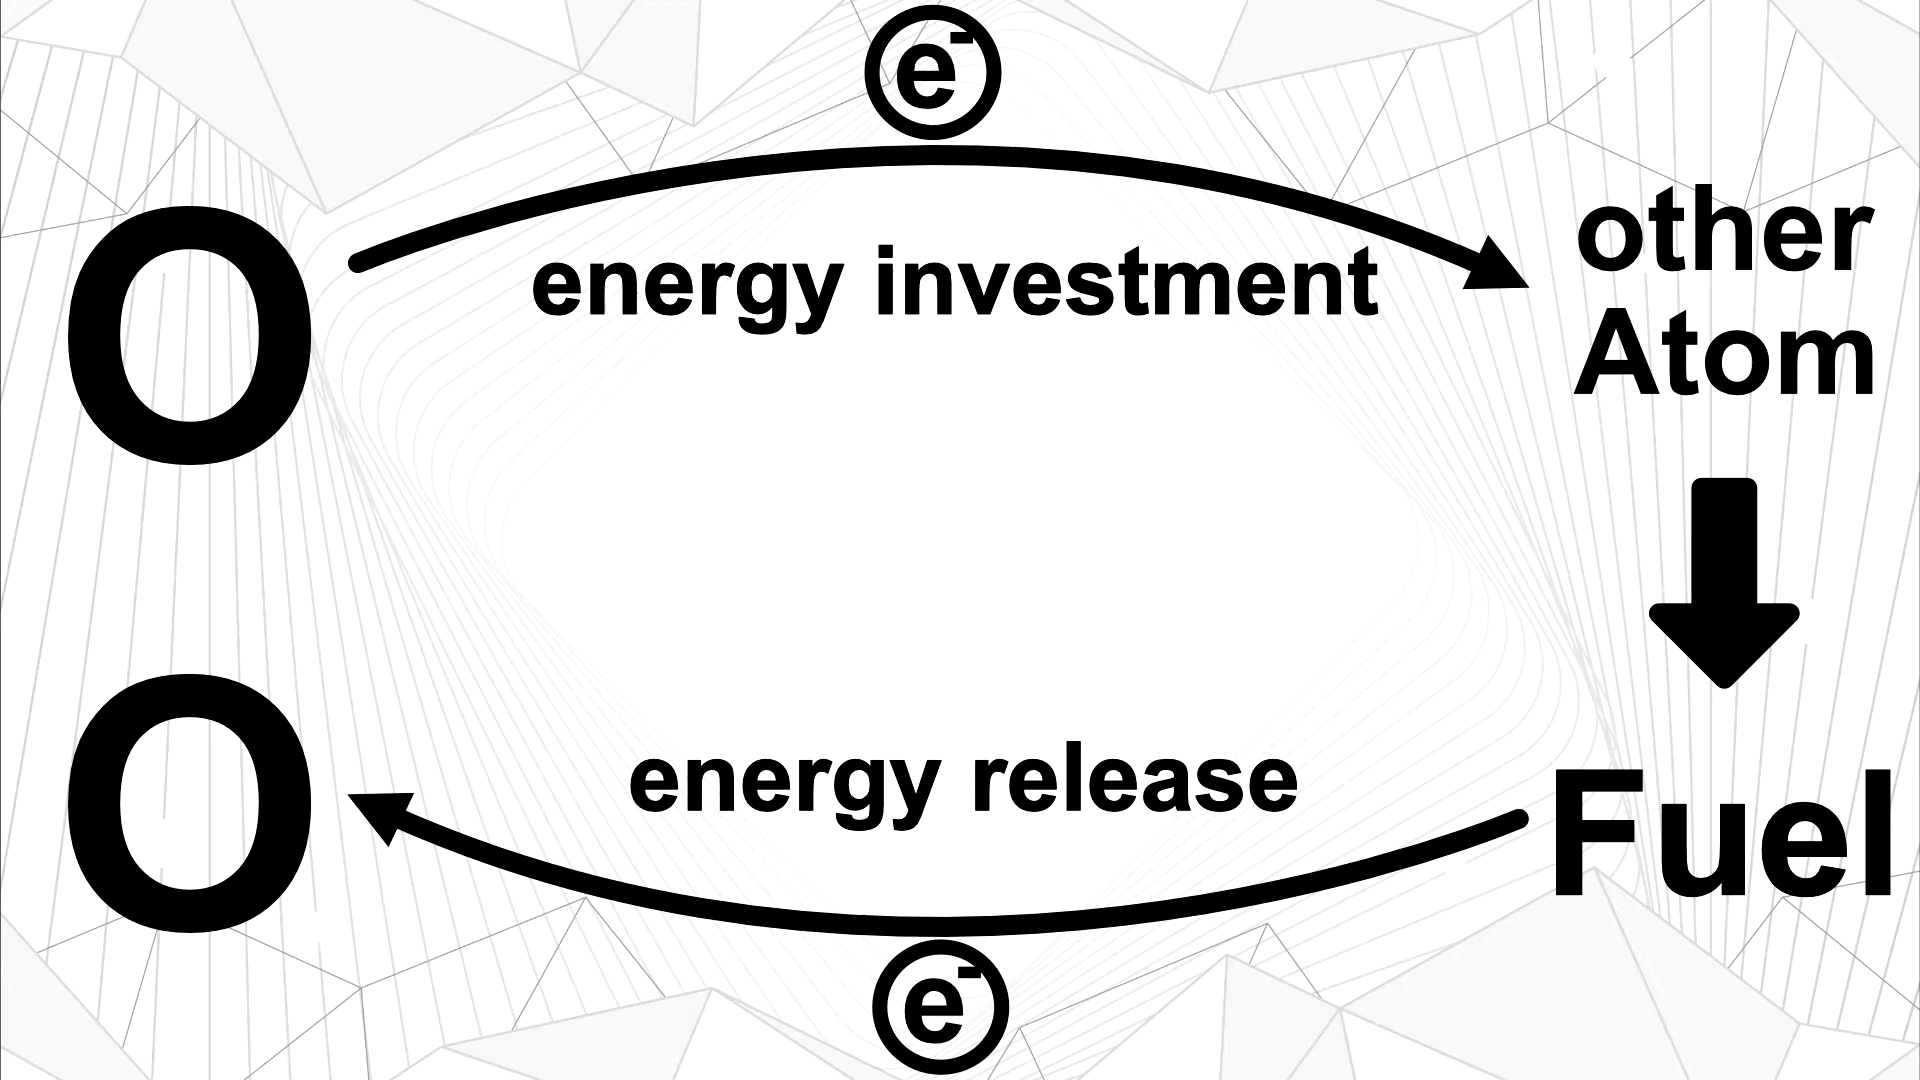 e-
O
energy investment
other
Atom
O
energy release
Fuel
e-